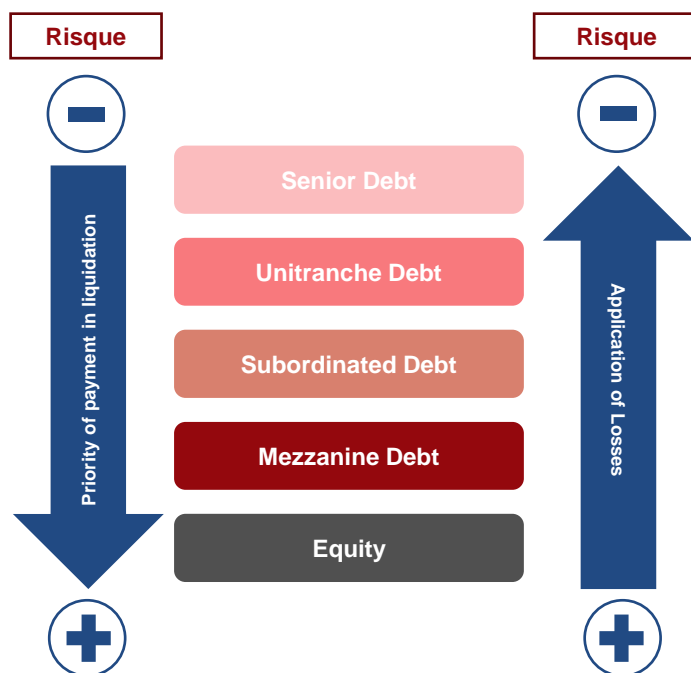 Risque
Risque
Senior Debt
Unitranche Debt
Subordinated Debt
Mezzanine Debt
Equity
Priority of payment in liquidation
Application of Losses